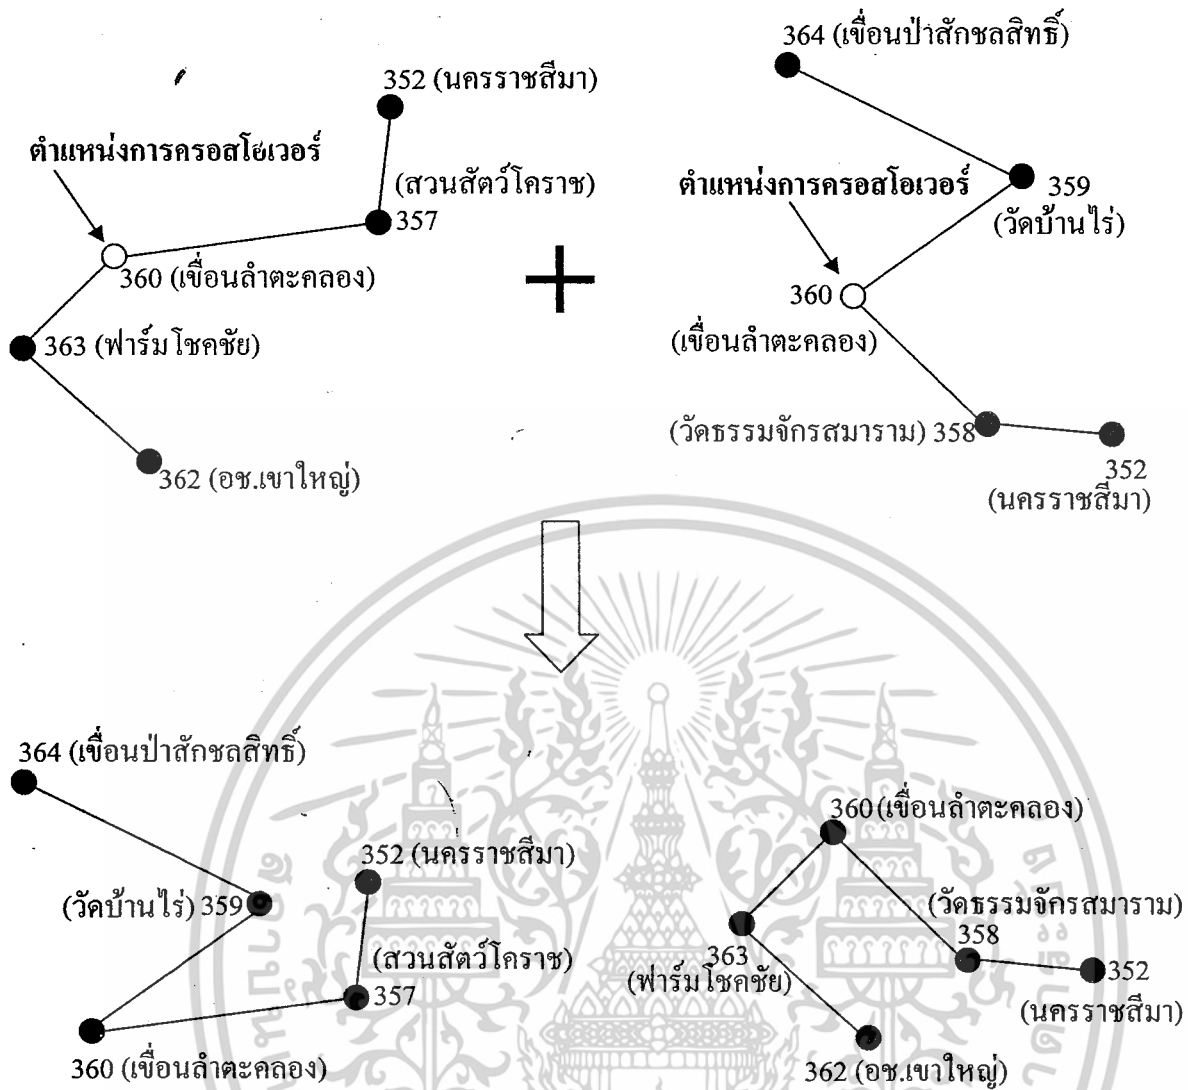 364 (เขื่อนป่าสักชลสิทธิ์)
352 (นครราชสีมา)
ตำแหน่งการครอสโอเวอร์
(สวนสัตว์โคราช)
357
360 (เขื่อนลำตะคลอง)
363 (ฟาร์มโชคชัย)
362 (อช.เขาใหญ่)
ตำแหน่งการครอสโอเวอร์
359
(วัดบ้านไร่)
360
(เขื่อนลำตะคลอง)
(วัดธรรมจักรสมาราม) 358
352
(นครราชสีมา)
364 (เขื่อนป่าสักชลสิทธิ์)
352 (นครราชสีมา)
(วัดบ้านไร่) 359
(สวนสัตว์โคราช)
357
360 (เขื่อนลำตะคลอง)
360 (เขื่อนลำตะคลอง)
(วัดธรรมจักรสมาราม)
358
363
(ฟาร์มโชคชัย)
352
(นครราชสีมา)
362 (อช.เขาใหญ่)